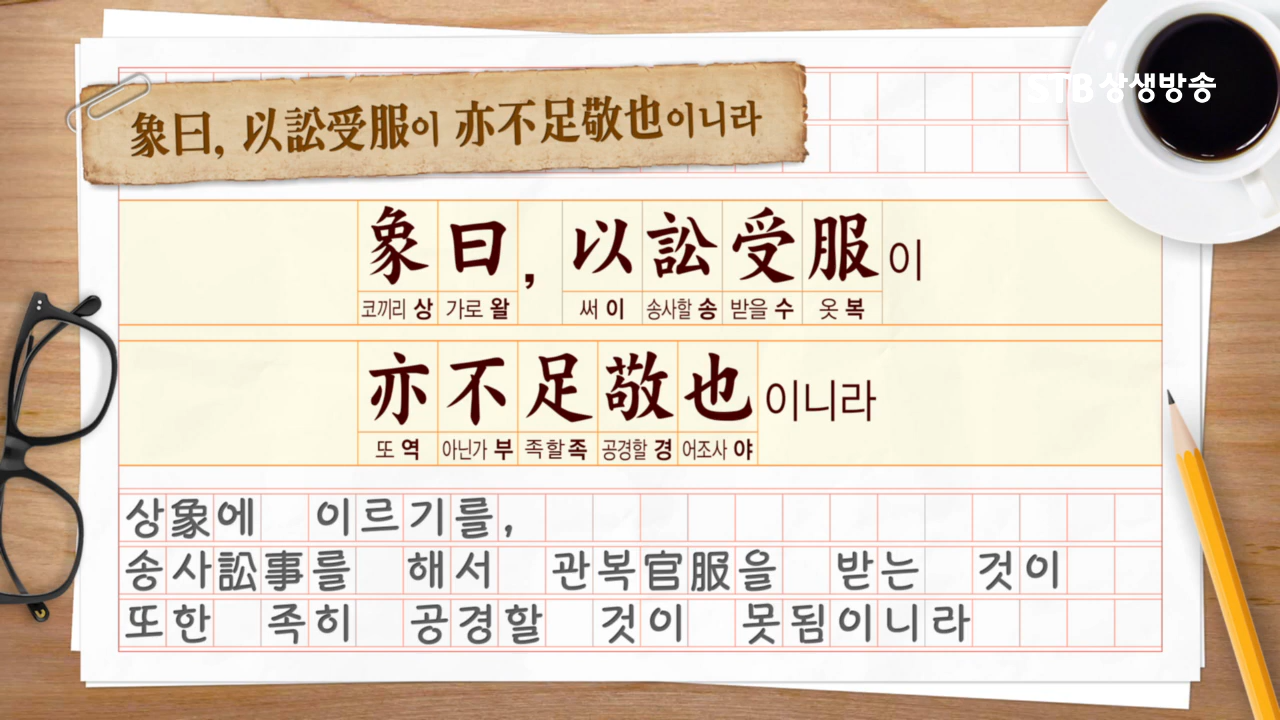 STB상생방송
象曰, 以訟受服이 亦不足敬也이니라
象曰, 以訟受服이
코끼리 상 가로 왈 써 이 송사할 송 받을 수 옷 복
亦不足敬也이니라
또 역 아닌가 부 족할 족 공경할 경 어조사 야
상象에 이르기를,
송사訟事를 해서 관복官服을 받는 것이
또한 족히 공경할 것이 못됨이니라